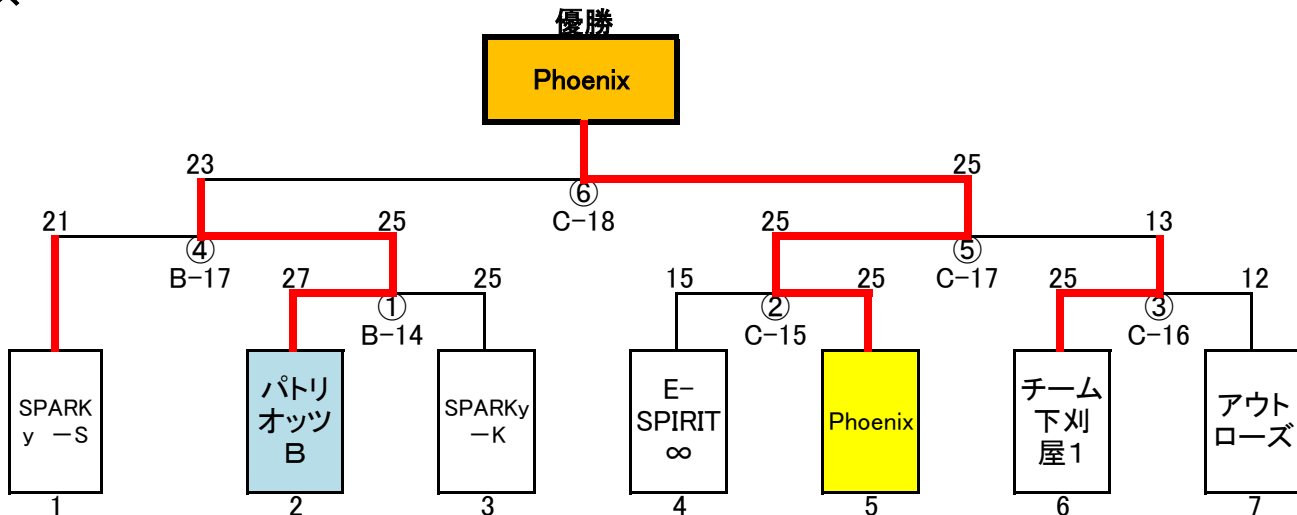 優勝
Phoenix
23
25
⑥
C-18
21
25
25
13
④
B-17
⑤
C-17
27
25
15
25
25
12
①
B-14
②
C-15
③
C-16
SPARK
y －S
パトリ
オッツ
B
SPARKy
－K
E-
SPIRIT
∞
Phoenix
チーム
下刈
屋1
アウト
ローズ
1
2
3
4
5
6
7